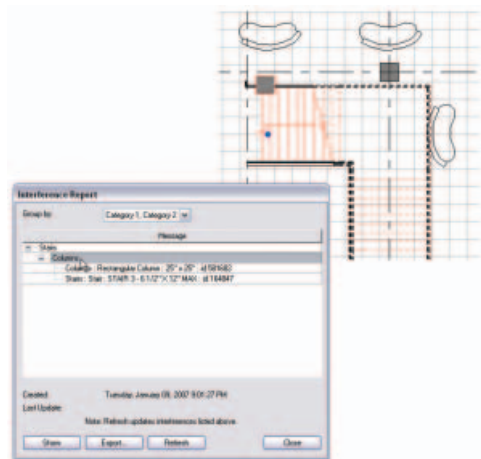 Interference Report
Group by: Category 1, Category 2
Message
Stairs
Columns
Columns : Rectangular Column : 25" x 25" : id 581682
Stairs : Stair : STAIR 3 - 6 1/2" X 12" MAX. : id 184847
Created: Tuesday, January 09, 2007 9:01:27 PM
Last Update:
Note: Refresh updates interferences listed above.
Show Export... Refresh Close